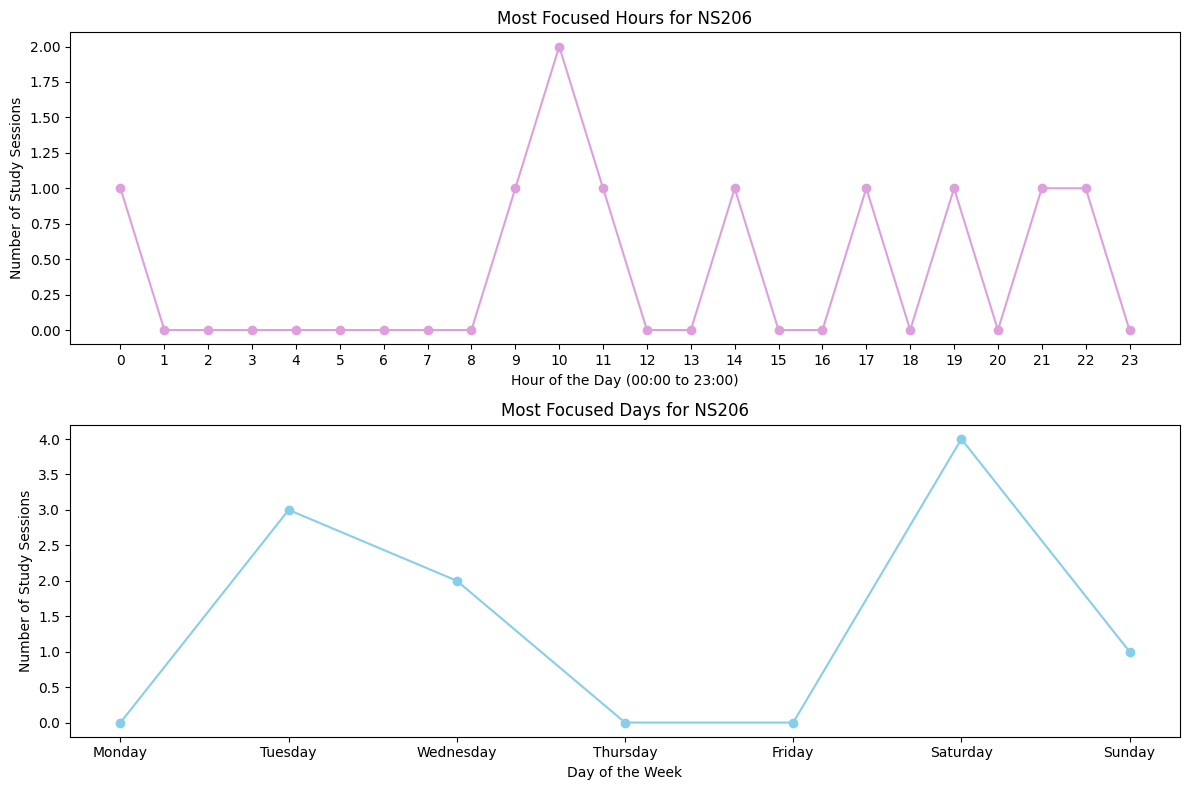 Most Focused Hours for NS206
Number of Study Sessions
2.00
1.75
1.50
1.25
1.00
0.75
0.50
0.25
0.00
0 1 2 3 4 5 6 7 8 9 10 11 12 13 14 15 16 17 18 19 20 21 22 23
Hour of the Day (00:00 to 23:00)
Most Focused Days for NS206
Number of Study Sessions
4.0
3.5
3.0
2.5
2.0
1.5
1.0
0.5
0.0
Monday Tuesday Wednesday Thursday Friday Saturday Sunday
Day of the Week